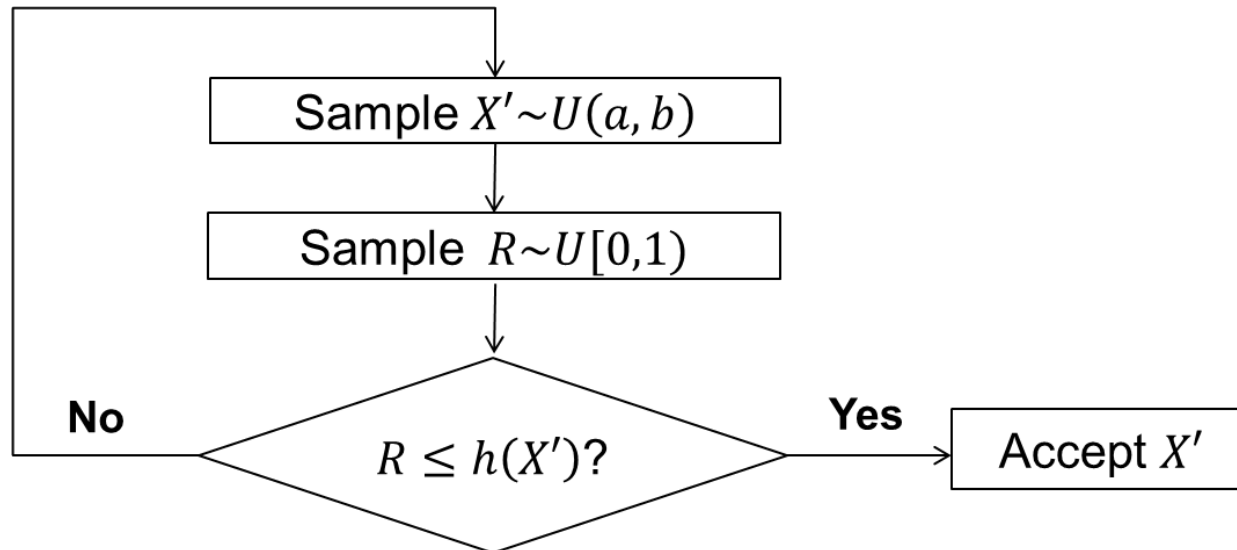 Sample X′~U(a, b)
Sample R~U[0,1)
No
R ≤ h(X′)?
Yes
Accept X′